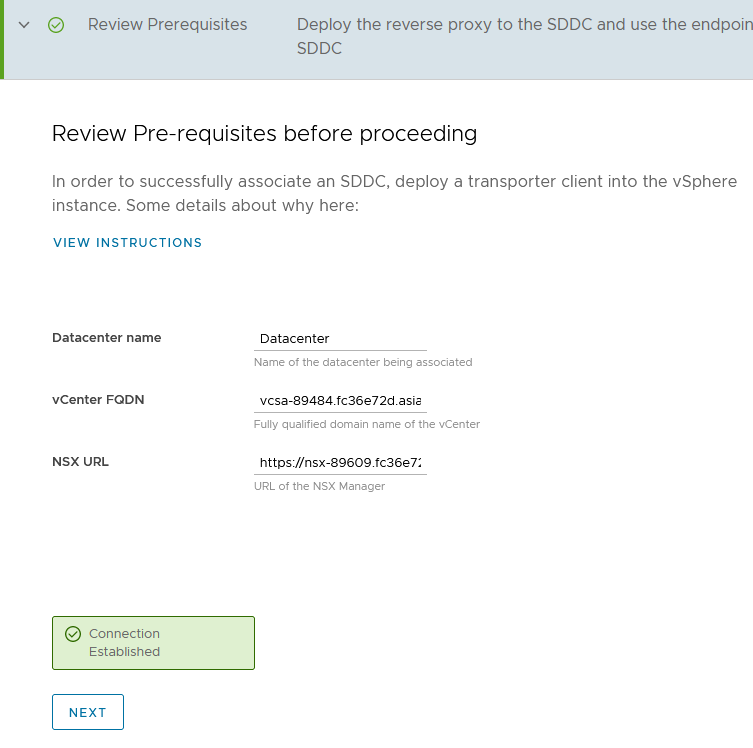 Review Prerequisites
Deploy the reverse proxy to the SDDC and use the
SDDC
Review Pre-requisites before proceeding
In order to successfully associate an SDDC, deploy a transporter client into the vSphere
instance. Some details about why here:
VIEW INSTRUCTIONS
Datacenter name
Datacenter
Name of the datacenter being associated
vCenter FQDN
vcsa-89484.fc36e72d.asia
Fully qualified domain name of the vCenter
NSX URL
https://nsx-89609.fc36e72
URL of the NSX Manager
Connection
Established
NEXT